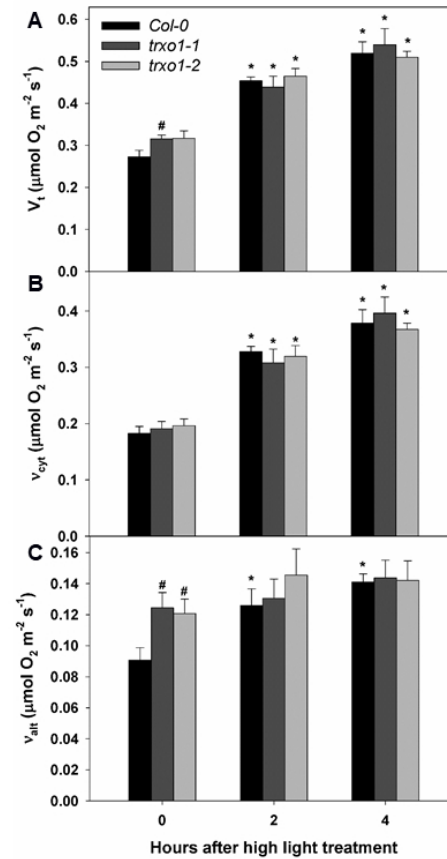 A
Col-0
trxo1-1
trxo1-2
Vt (μmol O2 m-2 s-1)
0.6
0.5
0.4
0.3
0.2
0.1
0.0
#
* * *
* * *
B
νcyt (μmol O2 m-2 s-1)
0.4
0.3
0.2
0.1
0.0
* * *
* * *
C
νalt (μmol O2 m-2 s-1)
0.16
0.14
0.12
0.10
0.08
0.06
0.04
0.02
0.00
# #
*
*
0 2 4
Hours after high light treatment